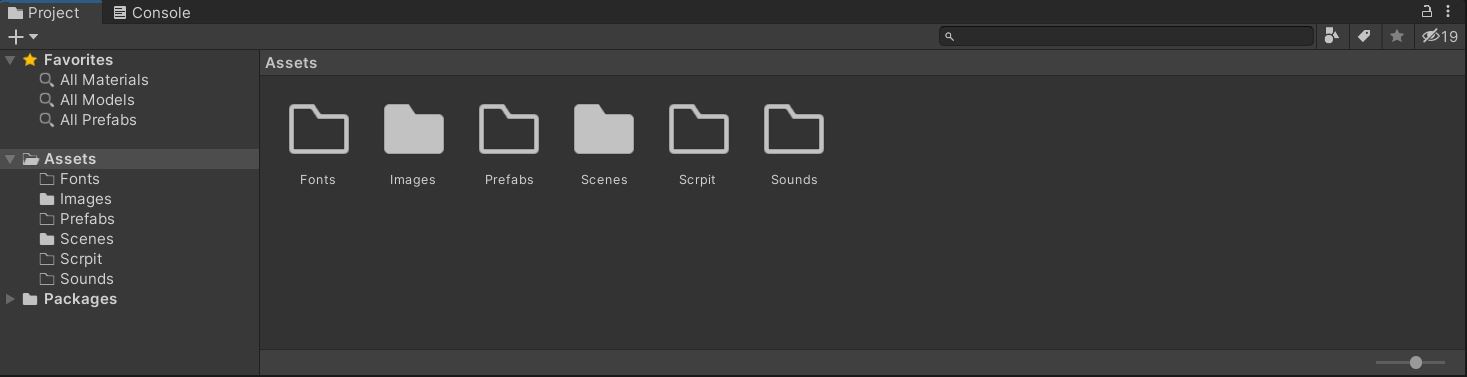 Project
Console
19
Favorites
All Materials
All Models
All Prefabs
Assets
Fonts
Images
Prefabs
Scenes
Scrpit
Sounds
Packages
Assets
Fonts
Images
Prefabs
Scenes
Scrpit
Sounds